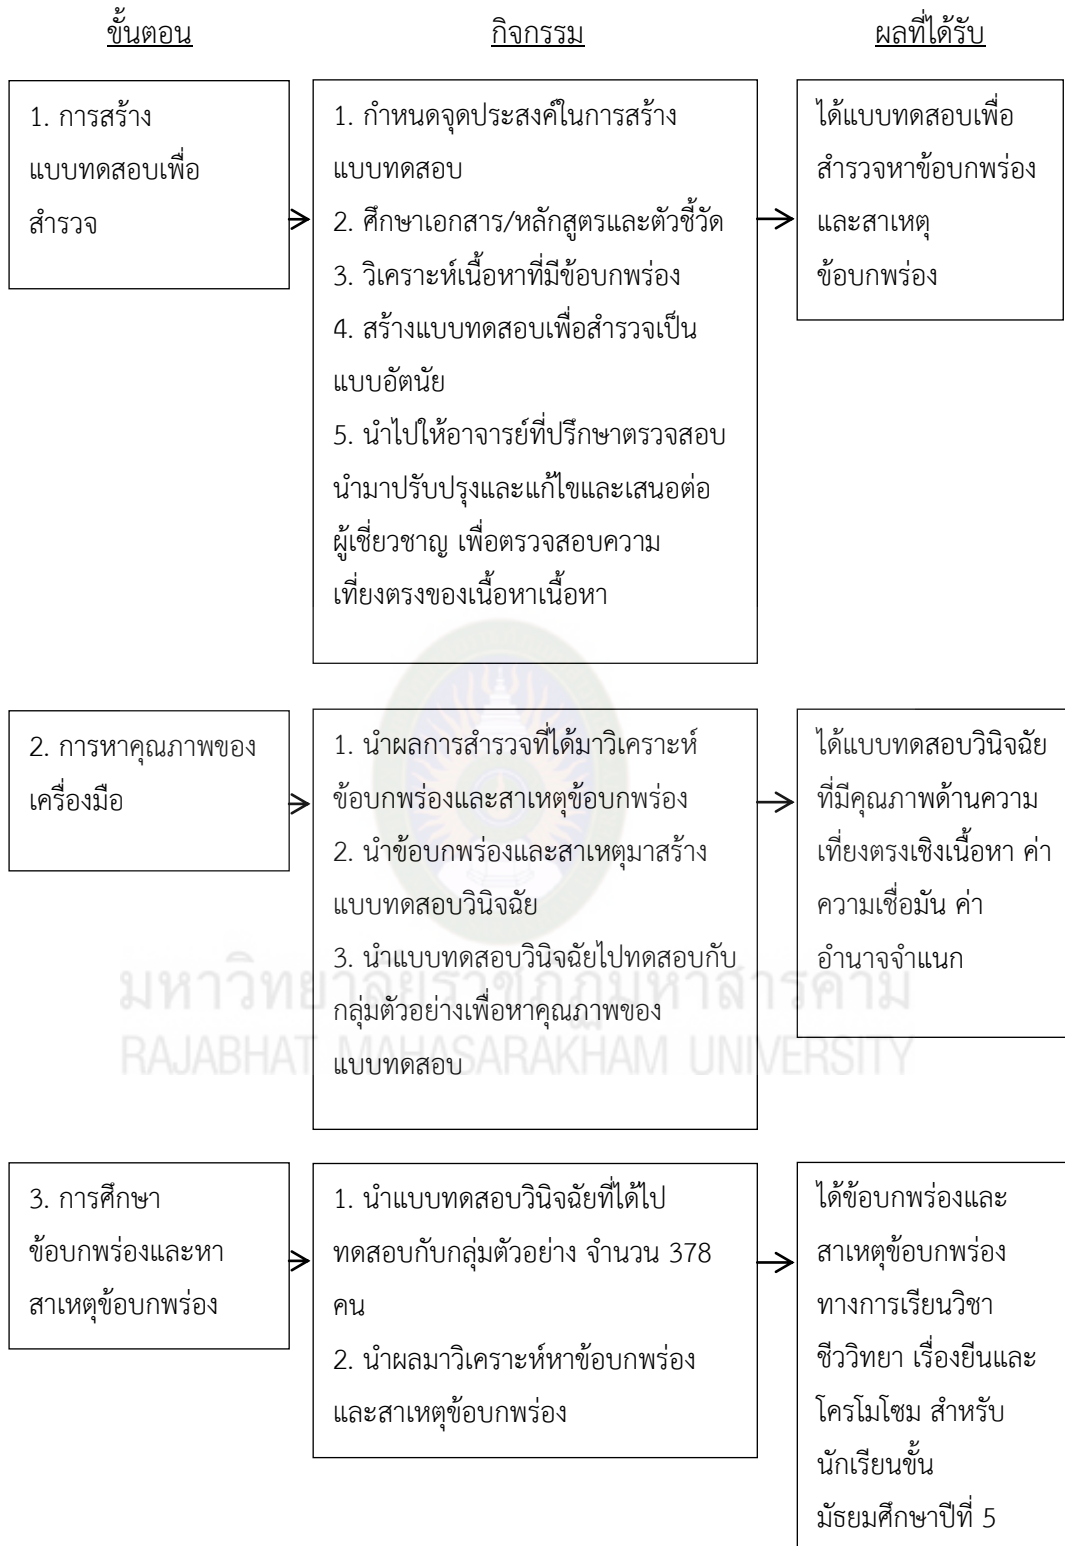 ขั้นตอน
กิจกรรม
ผลที่ได้รับ
1. การสร้าง
แบบทดสอบเพื่อ
สำรวจ
1. กำหนดจุดประสงค์ในการสร้าง
แบบทดสอบ
2. ศึกษาเอกสาร/หลักสูตรและตัวชี้วัด
3. วิเคราะห์เนื้อหาที่มีข้อบกพร่อง
4. สร้างแบบทดสอบเพื่อสำรวจเป็น
แบบอัตนัย
5. นำไปให้อาจารย์ที่ปรึกษาตรวจสอบ
นำมาปรับปรุงและแก้ไขและเสนอต่อ
ผู้เชี่ยวชาญ เพื่อตรวจสอบความ
เที่ยงตรงของเนื้อหาเนื้อหา
ได้แบบทดสอบเพื่อ
สำรวจหาข้อบกพร่อง
และสาเหตุ
ข้อบกพร่อง
2. การหาคุณภาพของ
เครื่องมือ
1. นำผลการสำรวจที่ได้มาวิเคราะห์
ข้อบกพร่องและสาเหตุข้อบกพร่อง
2. นำข้อบกพร่องและสาเหตุมาสร้าง
แบบทดสอบวินิจฉัย
3. นำแบบทดสอบวินิจฉัยไปทดสอบกับ
กลุ่มตัวอย่างเพื่อหาคุณภาพของ
แบบทดสอบ
ได้แบบทดสอบวินิจฉัย
ที่มีคุณภาพด้านความ
เที่ยงตรงเชิงเนื้อหา ค่า
ความเชื่อมัน ค่า
อำนาจจำแนก
มหาวิทยาลัยราชภัฏมหาสารคาม
RAJABHAT MAHASARAKHAM UNIVERSITY
3. การศึกษา
ข้อบกพร่องและหา
สาเหตุข้อบกพร่อง
1. นำแบบทดสอบวินิจฉัยที่ได้ไป
ทดสอบกับกลุ่มตัวอย่าง จำนวน 378
คน
2. นำผลมาวิเคราะห์หาข้อบกพร่อง
และสาเหตุข้อบกพร่อง
ได้ข้อบกพร่องและ
สาเหตุข้อบกพร่อง
ทางการเรียนวิชา
ชีววิทยา เรื่องยีนและ
โครโมโซม สำหรับ
นักเรียนขั้น
มัธยมศึกษาปีที่ 5